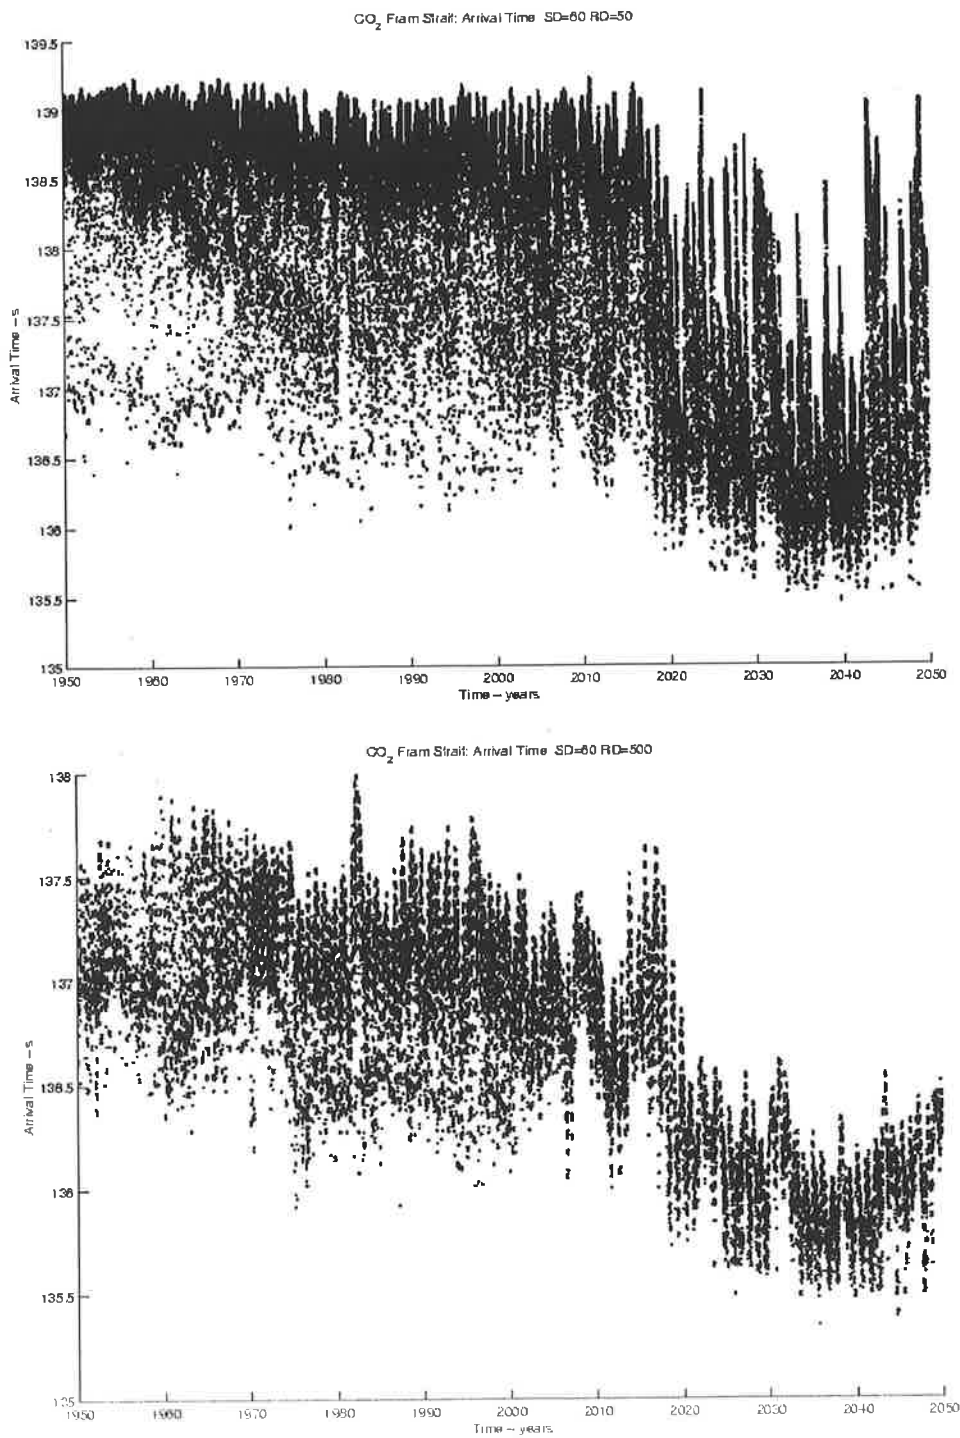 CO2 Fram Strait: Arrival Time SD=60 RD=50
139.5
139
138.5
138
137.5
137
136.5
136
135.5
135
Arrival Time – s
1950 1960 1970 1980 1990 2000 2010 2020 2030 2040 2050
Time – years
CO2 Fram Strait: Arrival Time SD=60 RD=500
138
137.5
137
136.5
136
135.5
135
Arrival Time – s
1950 1960 1970 1980 1990 2000 2010 2020 2030 2040 2050
Time – years